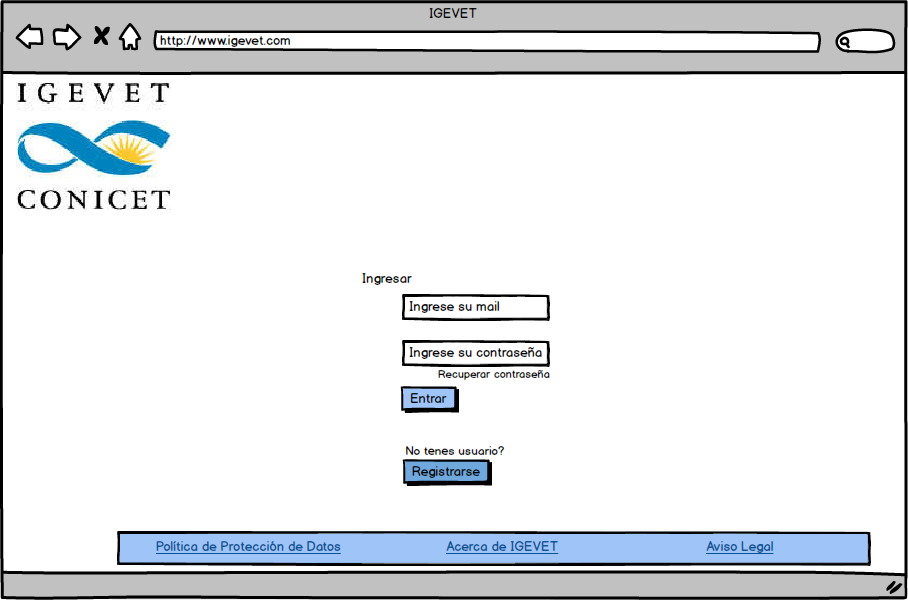 IGEVET
http://www.igevet.com
IGEVET
CONICET
Ingresar
Ingrese su mail
Ingrese su contraseña
Recuperar contraseña
Entrar
No tenes usuario?
Registrarse
Política de Protección de Datos
Acerca de IGEVET
Aviso Legal